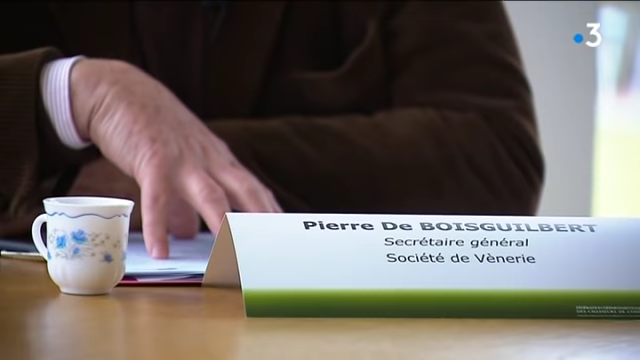 3
Pierre De BOISGUILBERT
Secrétaire général
Société de Vènerie